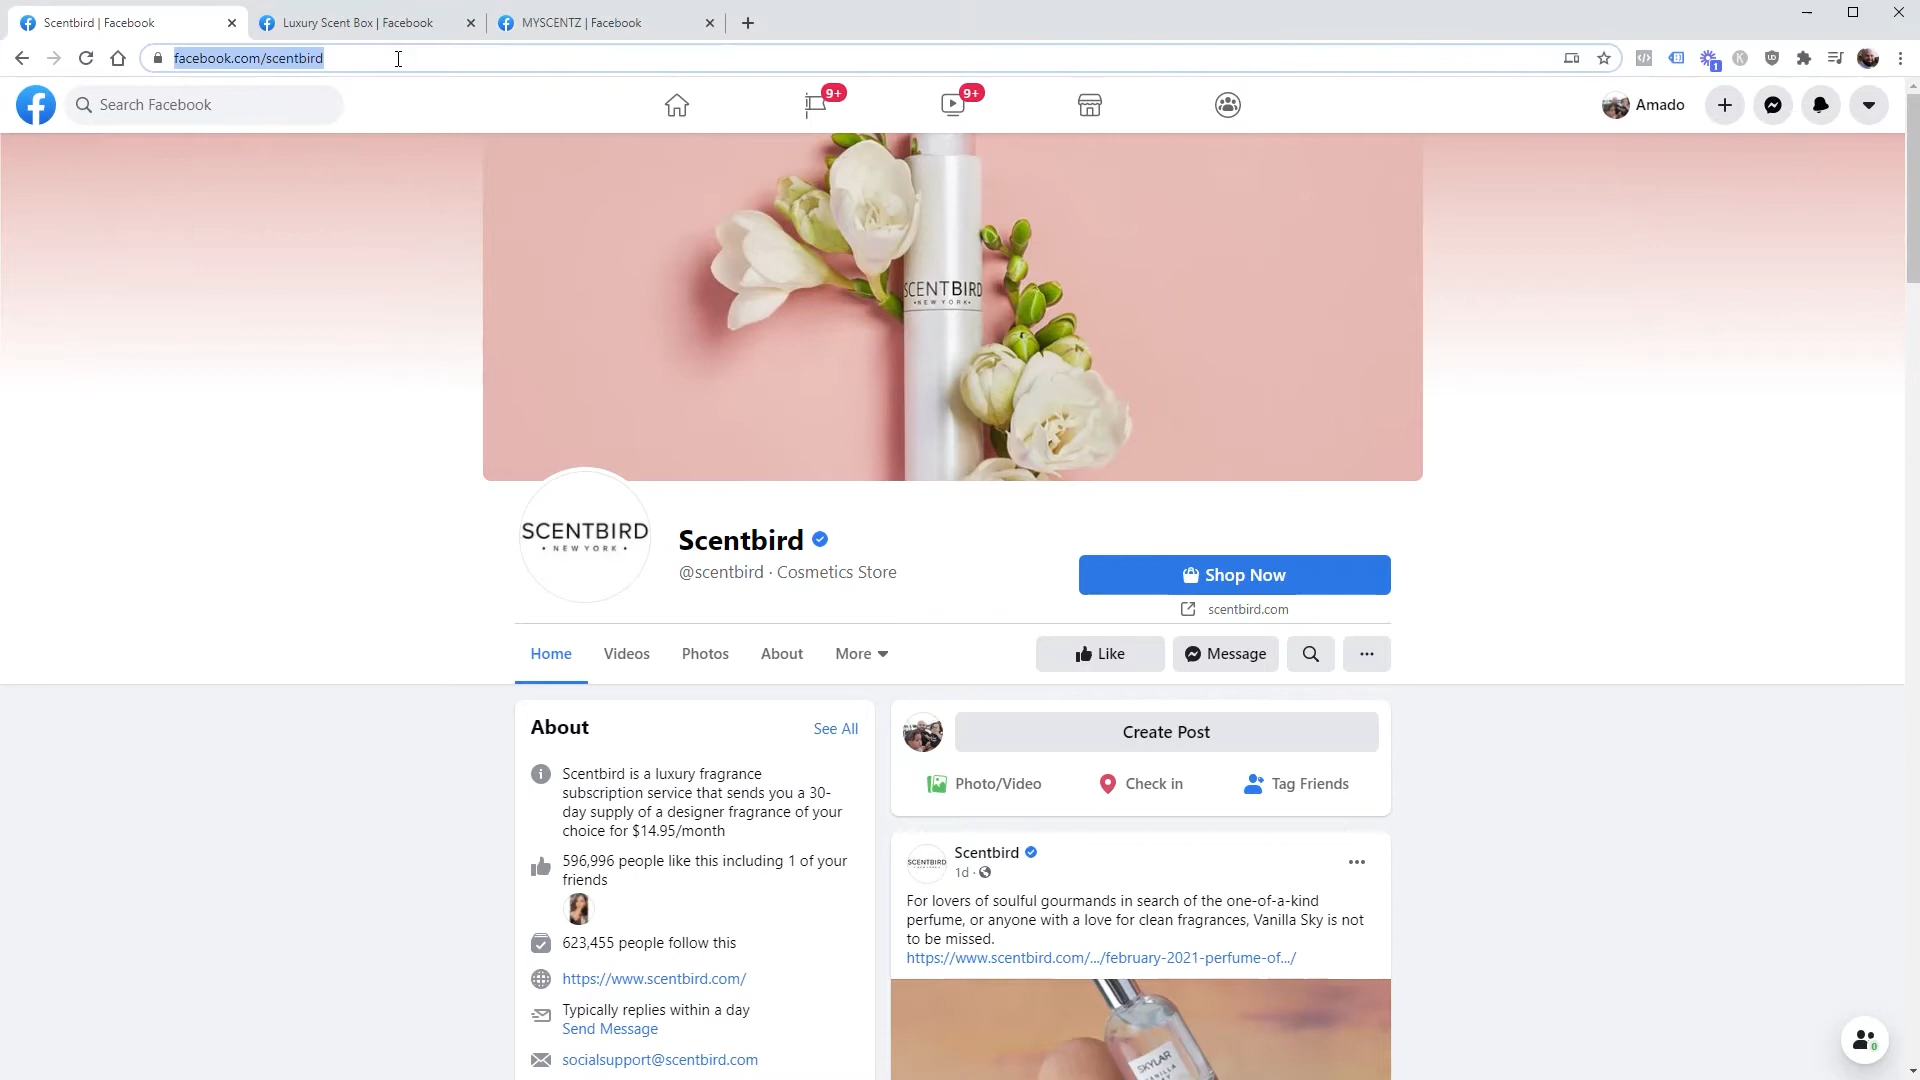 Scentbird | Facebook
Luxury Scent Box | Facebook
MYSCENTZ | Facebook
facebook.com/scentbird
1
K
Search Facebook
9+
9+
Amado
SCENTBIRD
• NEW YORK •
SCENTBIRD
• NEW YORK •
Scentbird
@scentbird · Cosmetics Store
Shop Now
scentbird.com
Home
Videos
Photos
About
More
Like
Message
About
See All
Scentbird is a luxury fragrance
subscription service that sends you a 30-
day supply of a designer fragrance of your
choice for $14.95/month
596,996 people like this including 1 of your
friends
623,455 people follow this
https://www.scentbird.com/
Typically replies within a day
Send Message
socialsupport@scentbird.com
Create Post
Photo/Video
Check in
Tag Friends
SCENTBIRD
Scentbird
1d ·
For lovers of soulful gourmands in search of the one-of-a-kind
perfume, or anyone with a love for clean fragrances, Vanilla Sky is not
to be missed.
https://www.scentbird.com/.../february-2021-perfume-of.../
SKYLAR
VANILLA
0